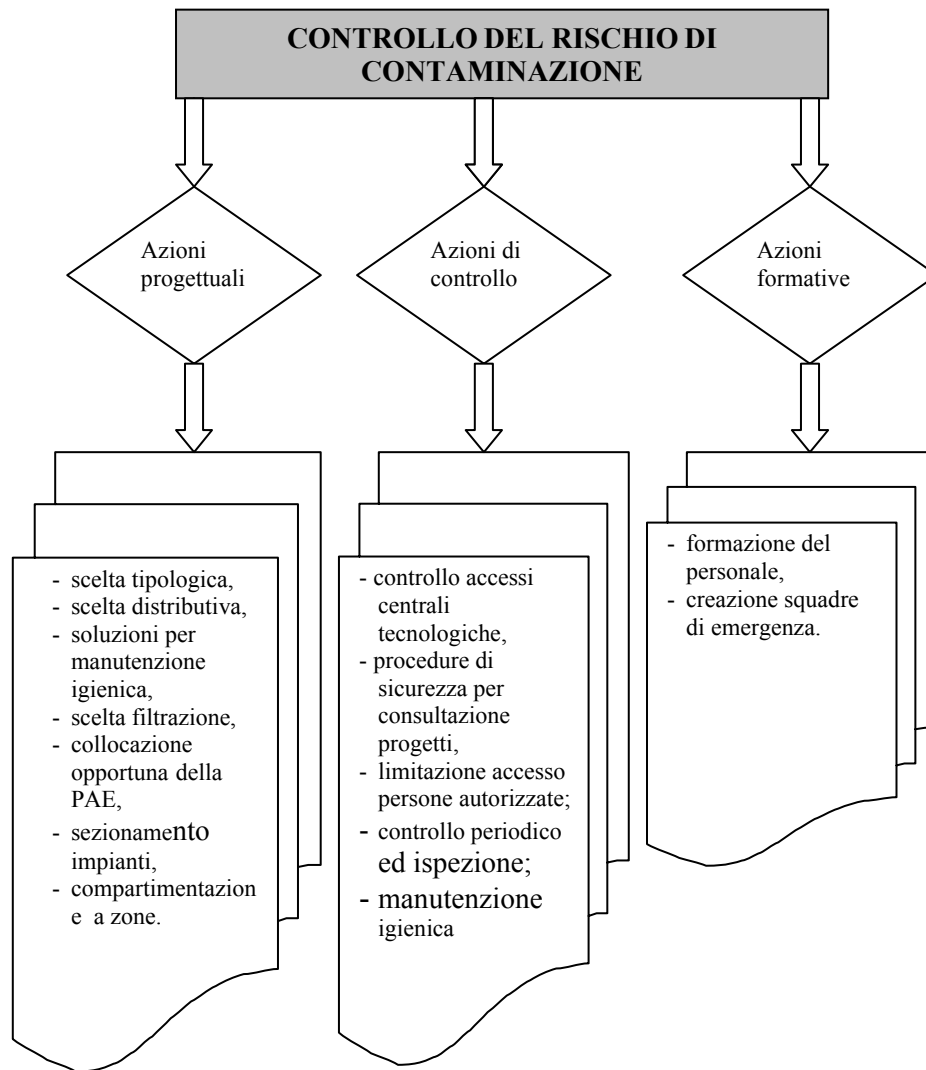 CONTROLLO DEL RISCHIO DI
CONTAMINAZIONE
Azioni
progettuali
Azioni di
controllo
Azioni
formative
- scelta tipologica,
- scelta distributiva,
- soluzioni per
manutenzione
igienica,
- scelta filtrazione,
- collocazione
opportuna della
PAE,
- sezionamento
impianti,
- compartimentazion
e a zone.
- controllo accessi
centrali
tecnologiche,
- procedure di
sicurezza per
consultazione
progetti,
- limitazione accesso
persone autorizzate;
- controllo periodico
ed ispezione;
- manutenzione
igienica
- formazione del
personale,
- creazione squadre
di emergenza.